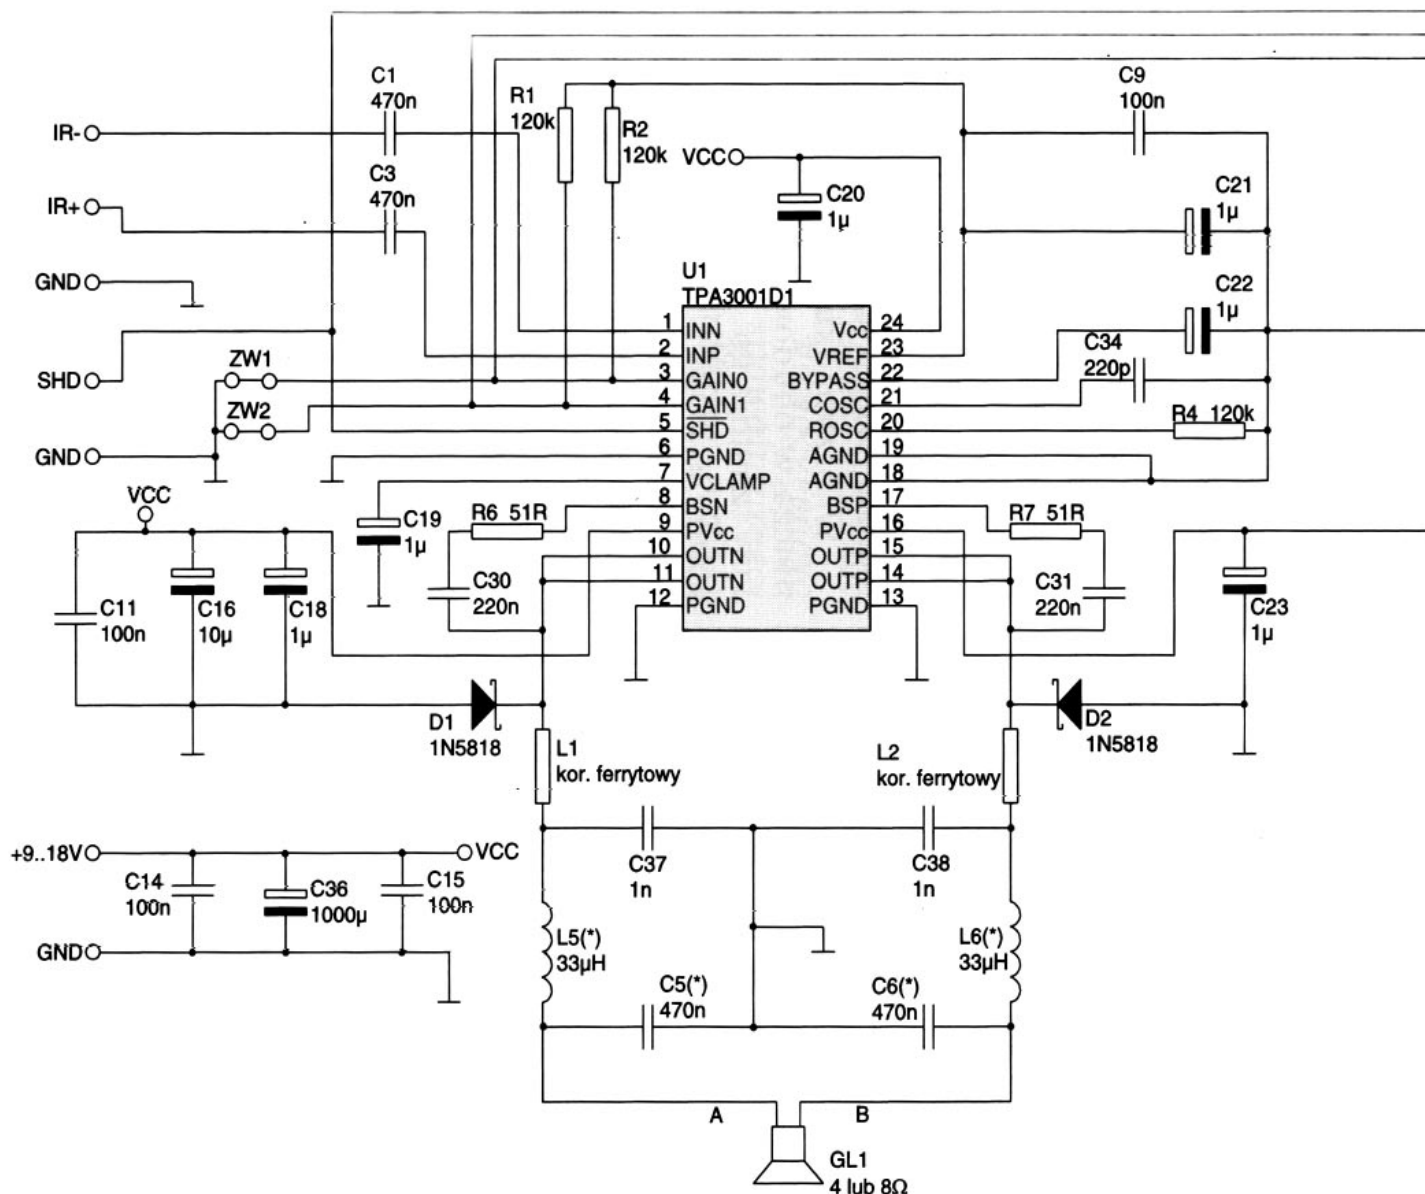 C1
470n
IR-
C3
470n
IR+
GND
SHD
GND
R1
120k
R2
120k
VCC
C20
1µ
C9
100n
C21
1µ
C22
1µ
C34
220p
R4 120k
ZW1
ZW2
U1
TPA3001D1
1 INN
2 INP
3 GAIN0
4 GAIN1
5 SHD
6 PGND
7 VCLAMP
8 BSN
9 PVcc
10 OUTN
11 OUTN
12 PGND
Vcc 24
VREF 23
BYPASS 22
COSC 21
ROSC 20
AGND 19
AGND 18
BSP 17
PVcc 16
OUTP 15
OUTP 14
PGND 13
VCC
C11
100n
C16
10µ
C18
1µ
C19
1µ
R6 51R
C30
220n
R7 51R
C31
220n
C23
1µ
D1
1N5818
D2
1N5818
L1
kor. ferrytowy
L2
kor. ferrytowy
C37
1n
C38
1n
+9..18V
VCC
C14
100n
C36
1000µ
C15
100n
GND
L5(*)
33µH
L6(*)
33µH
C5(*)
470n
C6(*)
470n
A
B
GL1
4 lub 8Ω